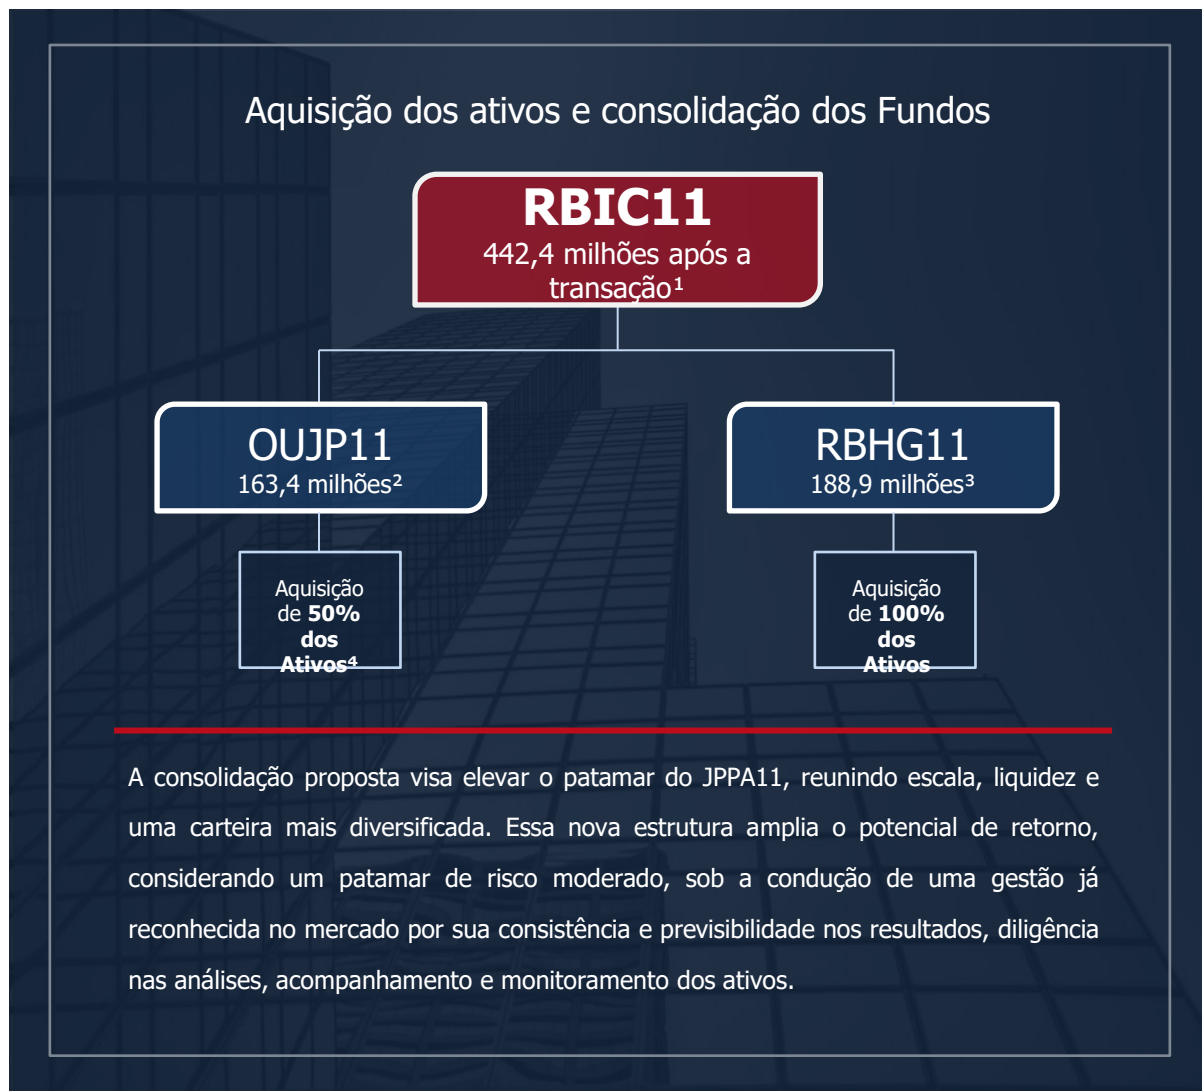 Aquisição dos ativos e consolidação dos Fundos
RBIC11
442,4 milhões após a
transação¹
OUJP11
163,4 milhões²
RBHG11
188,9 milhões³
Aquisição
de 50%
dos
Ativos⁴
Aquisição
de 100%
dos
Ativos
A consolidação proposta visa elevar o patamar do JPPA11, reunindo escala, liquidez e
uma carteira mais diversificada. Essa nova estrutura amplia o potencial de retorno,
considerando um patamar de risco moderado, sob a condução de uma gestão já
reconhecida no mercado por sua consistência e previsibilidade nos resultados, diligência
nas análises, acompanhamento e monitoramento dos ativos.